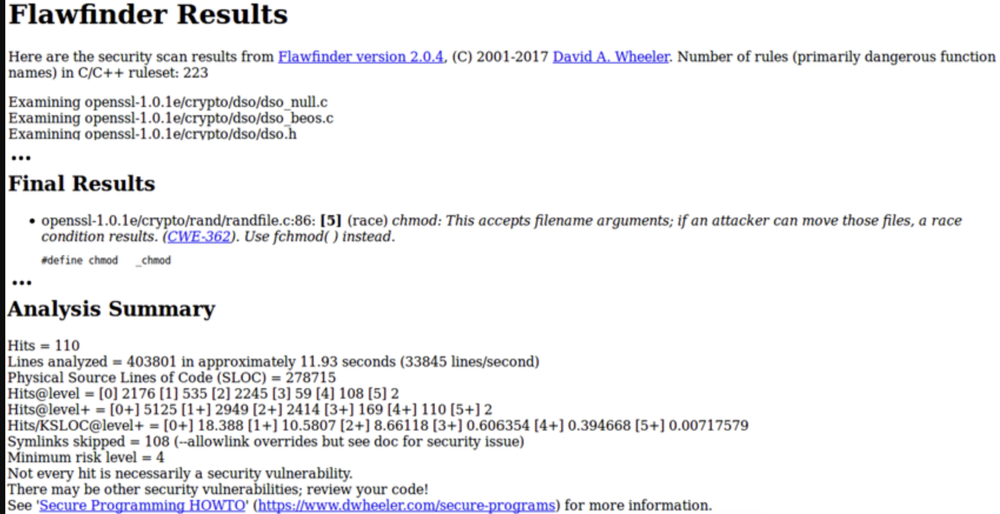 Flawfinder Results
Here are the security scan results from Flawfinder version 2.0.4, (C) 2001-2017 David A. Wheeler. Number of rules (primarily dangerous function
names) in C/C++ ruleset: 223
Examining openssl-1.0.1e/crypto/dso/dso_null.c
Examining openssl-1.0.1e/crypto/dso/dso_beos.c
Examining openssl-1.0.1e/crypto/dso/dso.h
...
Final Results
• openssl-1.0.1e/crypto/rand/randfile.c:86: [5] (race) chmod: This accepts filename arguments; if an attacker can move those files, a race
condition results. (CWE-362). Use fchmod( ) instead.
#define chmod   _chmod
...
Analysis Summary
Hits = 110
Lines analyzed = 403801 in approximately 11.93 seconds (33845 lines/second)
Physical Source Lines of Code (SLOC) = 278715
Hits@level = [0] 2176 [1] 535 [2] 2245 [3] 59 [4] 108 [5] 2
Hits@level+ = [0+] 5125 [1+] 2949 [2+] 2414 [3+] 169 [4+] 110 [5+] 2
Hits/KSLOC@level+ = [0+] 18.388 [1+] 10.5807 [2+] 8.66118 [3+] 0.606354 [4+] 0.394668 [5+] 0.00717579
Symlinks skipped = 108 (--allowlink overrides but see doc for security issue)
Minimum risk level = 4
Not every hit is necessarily a security vulnerability.
There may be other security vulnerabilities; review your code!
See 'Secure Programming HOWTO' (https://www.dwheeler.com/secure-programs) for more information.